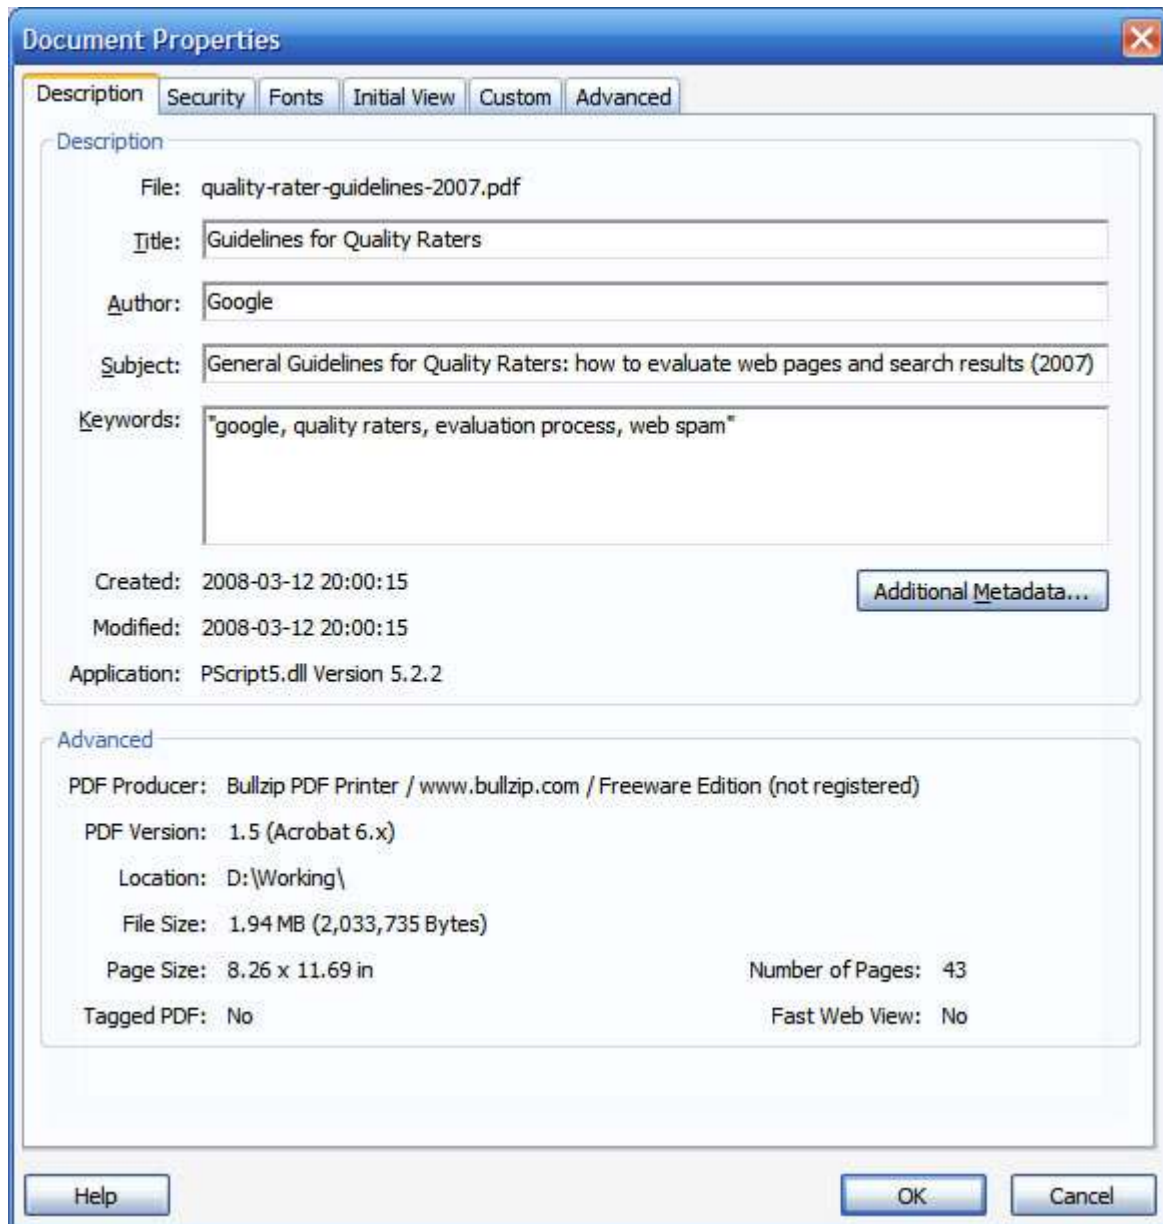 Document Properties
Description Security Fonts Initial View Custom Advanced
Description
File: quality-rater-guidelines-2007.pdf
Title: Guidelines for Quality Raters
Author: Google
Subject: General Guidelines for Quality Raters: how to evaluate web pages and search results (2007)
Keywords: "google, quality raters, evaluation process, web spam"
Created: 2008-03-12 20:00:15
Additional Metadata...
Modified: 2008-03-12 20:00:15
Application: PScript5.dll Version 5.2.2
Advanced
PDF Producer: Bullzip PDF Printer / www.bullzip.com / Freeware Edition (not registered)
PDF Version: 1.5 (Acrobat 6.x)
Location: D:\Working\
File Size: 1.94 MB (2,033,735 Bytes)
Page Size: 8.26 x 11.69 in Number of Pages: 43
Tagged PDF: No Fast Web View: No
Help OK Cancel